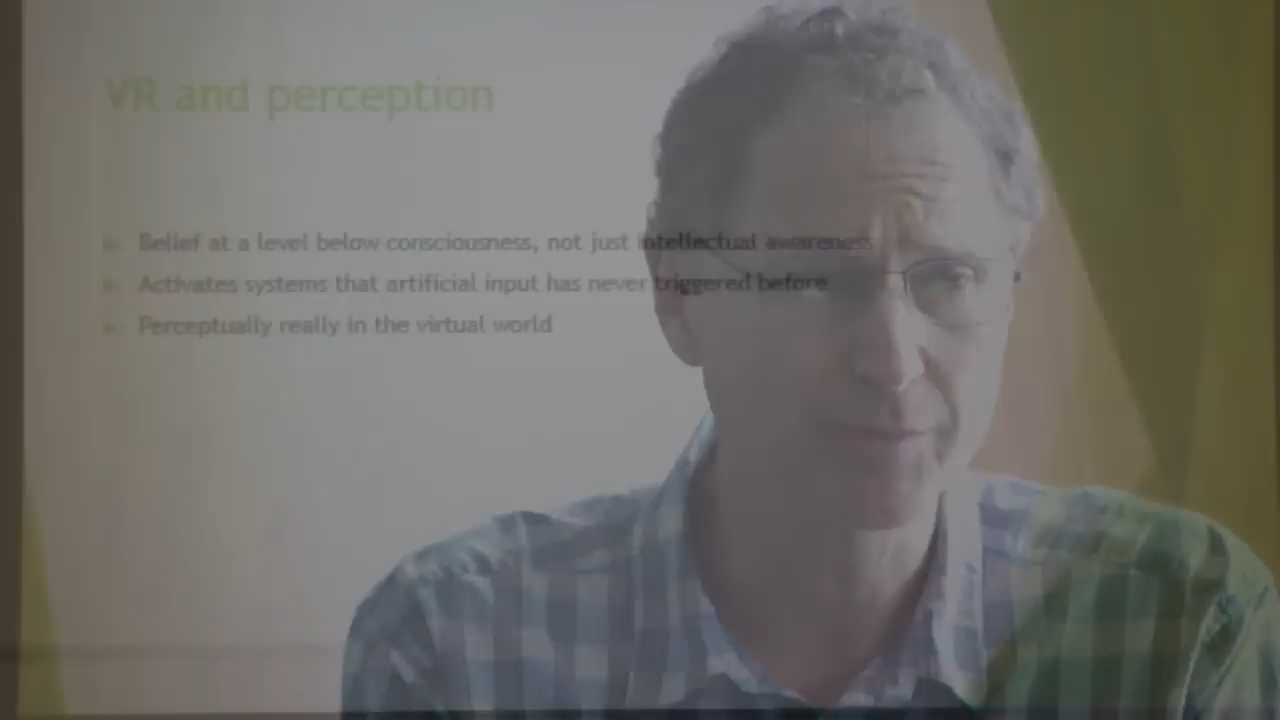 VR and perception
Belief at a level below consciousness, not just intellectual awareness
Activates systems that artificial input has never triggered before
Perceptually really in the virtual world